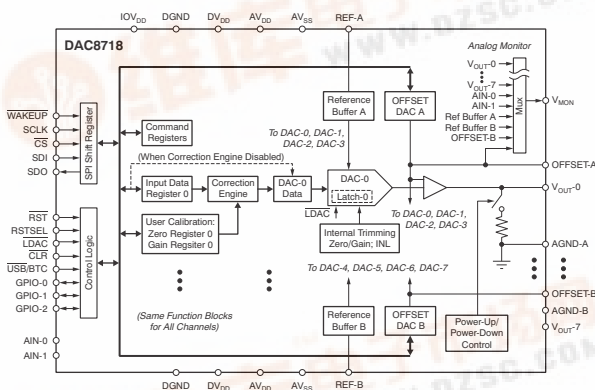 IOVDD DGND DVDD AVDD AVSS REF-A
DAC8718
Analog Monitor
VOUT-0
VOUT-7
AIN-0
AIN-1
Ref Buffer A
Ref Buffer B
OFFSET-B
Mux
VMON
WAKEUP
SCLK
CS
SDI
SDO
SPI Shift Register
Command
Registers
Reference
Buffer A
OFFSET
DAC A
To DAC-0, DAC-1,
DAC-2, DAC-3
(When Correction Engine Disabled)
Input Data
Register 0
Correction
Engine
DAC-0
Data
DAC-0
Latch-0
LDAC
OFFSET-A
VOUT-0
RST
RSTSEL
LDAC
CLR
USB/BTC
GPIO-0
GPIO-1
GPIO-2
Control Logic
User Calibration:
Zero Register 0
Gain Regsiter 0
Internal Trimming
Zero/Gain; INL
To DAC-0, DAC-1,
DAC-2, DAC-3
AGND-A
To DAC-4, DAC-5, DAC-6, DAC-7
(Same Function Blocks
for All Channels)
Reference
Buffer B
OFFSET
DAC B
Power-Up/
Power-Down
Control
OFFSET-B
AGND-B
VOUT-7
AIN-0
AIN-1
DGND DVDD AVDD AVSS REF-B